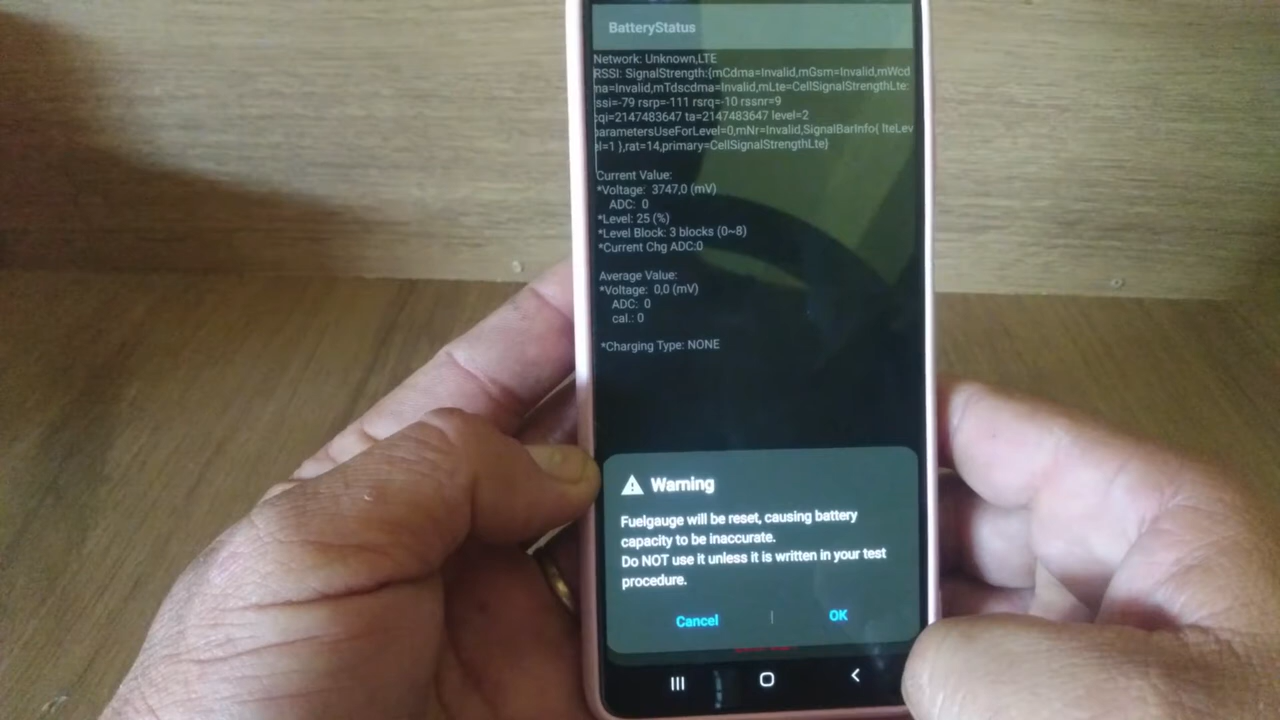 BatteryStatus
Network: Unknown,LTE
RSSI: SignalStrength:{mCdma=Invalid,mGsm=Invalid,mWcd
ma=Invalid,mTdscdma=Invalid,mLte=CellSignalStrengthLte:
ssi=-79 rsrp=-111 rsrq=-10 rssnr=9
cqi=2147483647 ta=2147483647 level=2
parametersUseForLevel=0,mNr=Invalid,SignalBarInfo{ lteLev
el=1 },rat=14,primary=CellSignalStrengthLte}
Current Value:
*Voltage: 3747,0 (mV)
ADC: 0
*Level: 25 (%)
*Level Block: 3 blocks (0~8)
*Current Chg ADC:0
Average Value:
*Voltage: 0,0 (mV)
ADC: 0
cal.: 0
*Charging Type: NONE
Warning
Fuelgauge will be reset, causing battery
capacity to be inaccurate.
Do NOT use it unless it is written in your test
procedure.
Cancel | OK